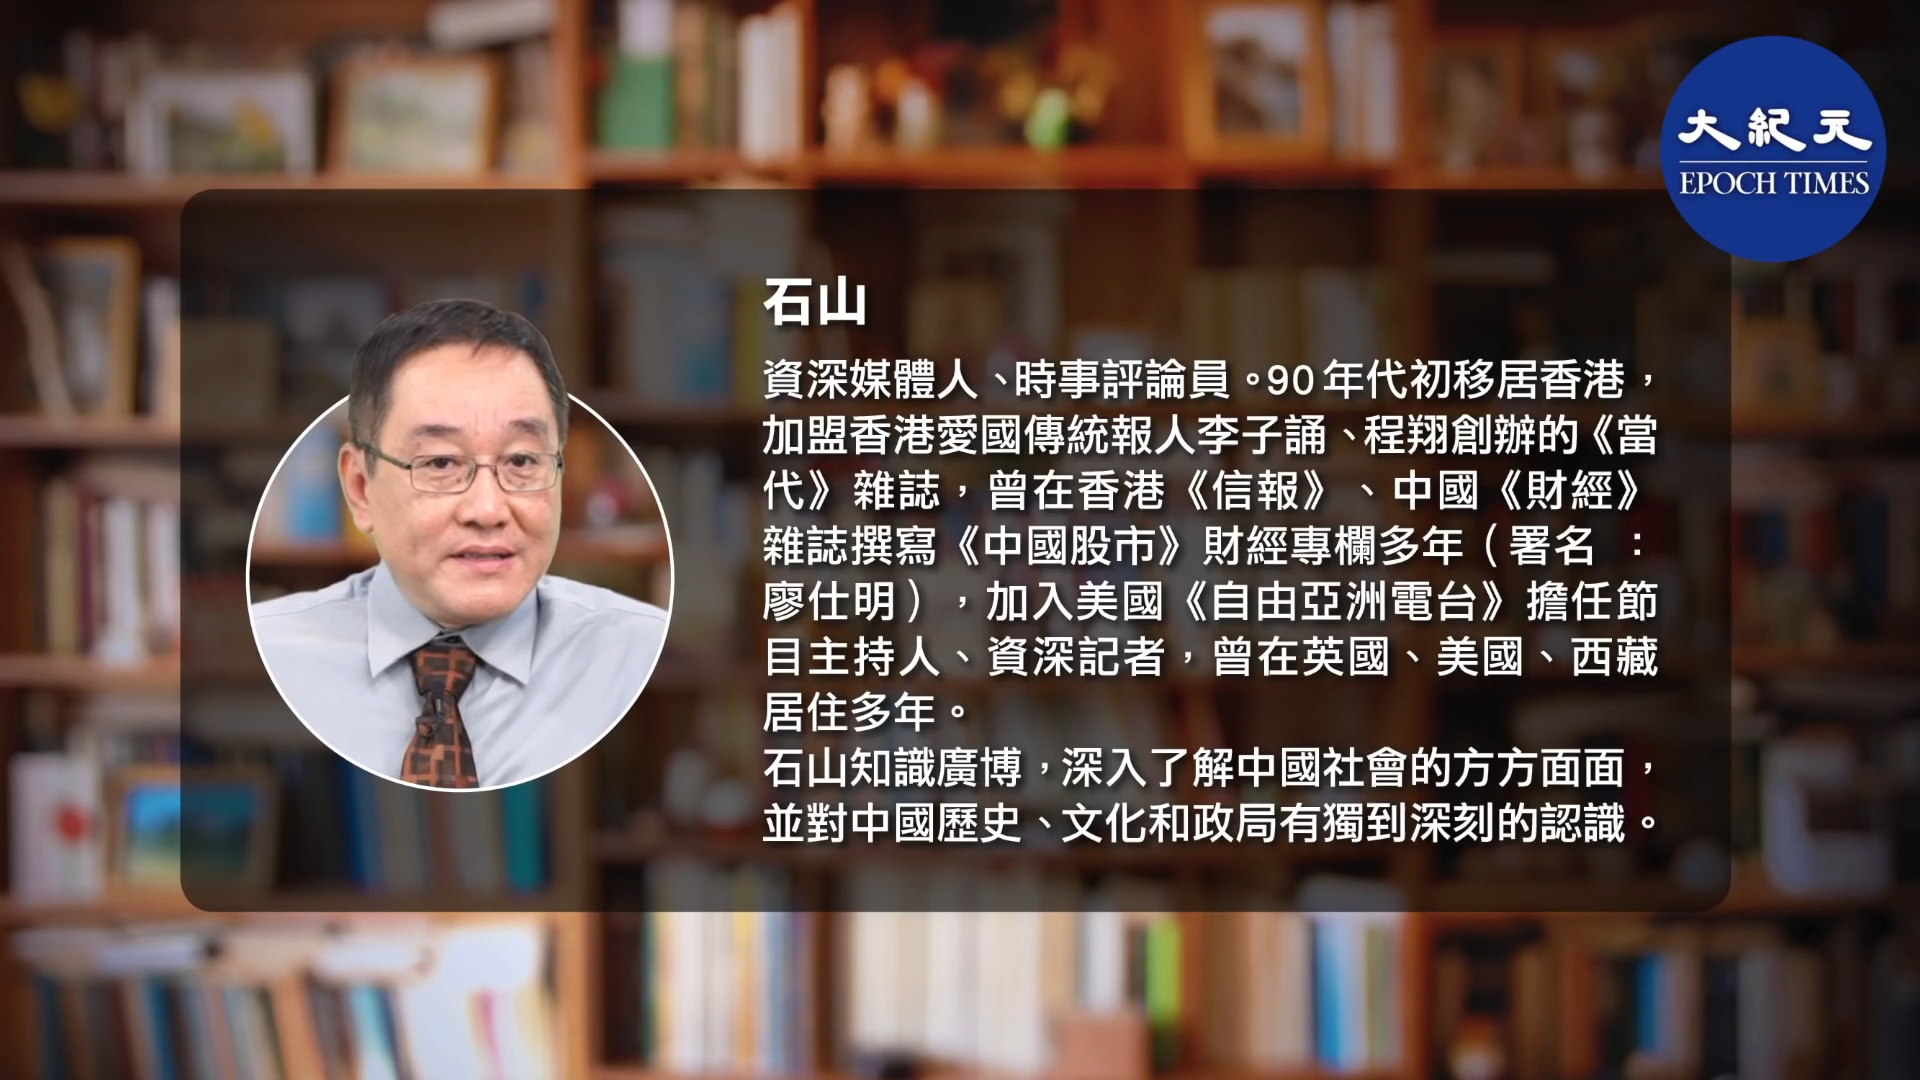 大紀元
EPOCH TIMES
石山
資深媒體人、時事評論員。90年代初移居香港，
加盟香港愛國傳統報人李子誦、程翔創辦的《當
代》雜誌，曾在香港《信報》、中國《財經》
雜誌撰寫《中國股市》財經專欄多年（署名：
廖仕明），加入美國《自由亞洲電台》擔任節
目主持人、資深記者，曾在英國、美國、西藏
居住多年。
石山知識廣博，深入了解中國社會的方方面面，
並對中國歷史、文化和政局有獨到深刻的認識。